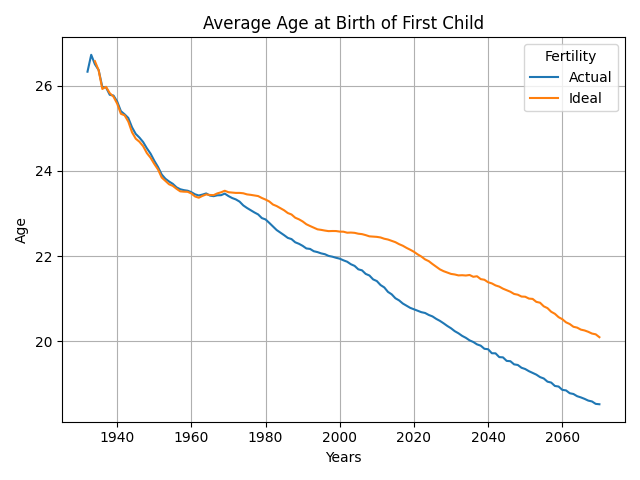 Average Age at Birth of First Child
Fertility
Actual
Ideal
Age
26
24
22
20
1940 1960 1980 2000 2020 2040 2060
Years